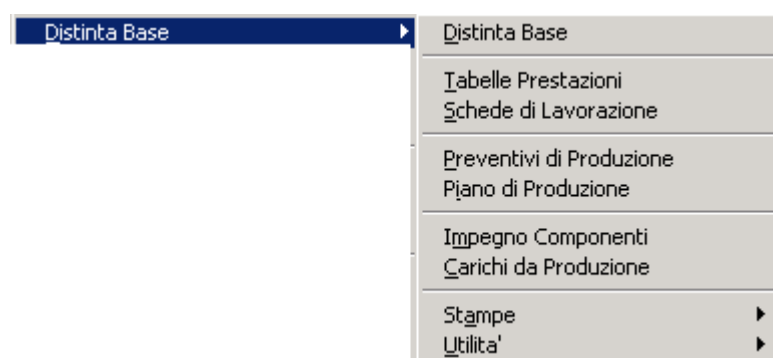 Distinta Base
Distinta Base
Tabelle Prestazioni
Schede di Lavorazione
Preventivi di Produzione
Piano di Produzione
Impegno Componenti
Carichi da Produzione
Stampe
Utilita'